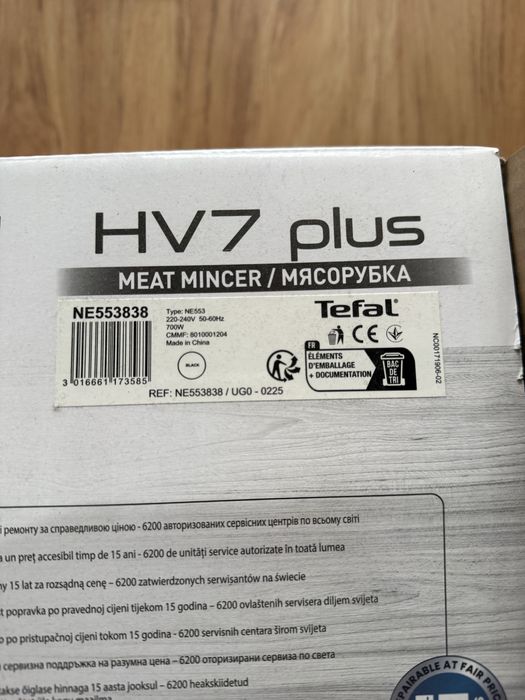 HV7 plus
MEAT MINCER / МЯСОРУБКА
NE553838
Type: NE553
220-240V 50-60Hz
700W
CMMF: 8010001204
Made in China
BLACK
3 016661 173585
REF: NE553838 / UG0 - 0225
Tefal
CE
FR
ÉLÉMENTS
D'EMBALLAGE
+ DOCUMENTATION
BAC
DE
TRI
NC00171906-02
і ремонту за справедливою ціною - 6200 авторизованих сервісних центрів по всьому світі
a un preț accesibil timp de 15 ani - 6200 de unități service autorizate în toată lumea
15 lat za rozsądną cenę – 6200 zatwierdzonych serwisantów na świecie
popravka po pravednoj cijeni tijekom 15 godina – 6200 ovlaštenih servisera diljem svijeta
po pristupačnoj cijeni tokom 15 godina - 6200 servisnih centara širom svijeta
сервизна поддръжка на разумна цена – 6200 оторизирани сервиза по света
õiglase hinnaga 15 aasta jooksul – 6200 heakskiidetud
AIRABLE AT FAIR PRIC